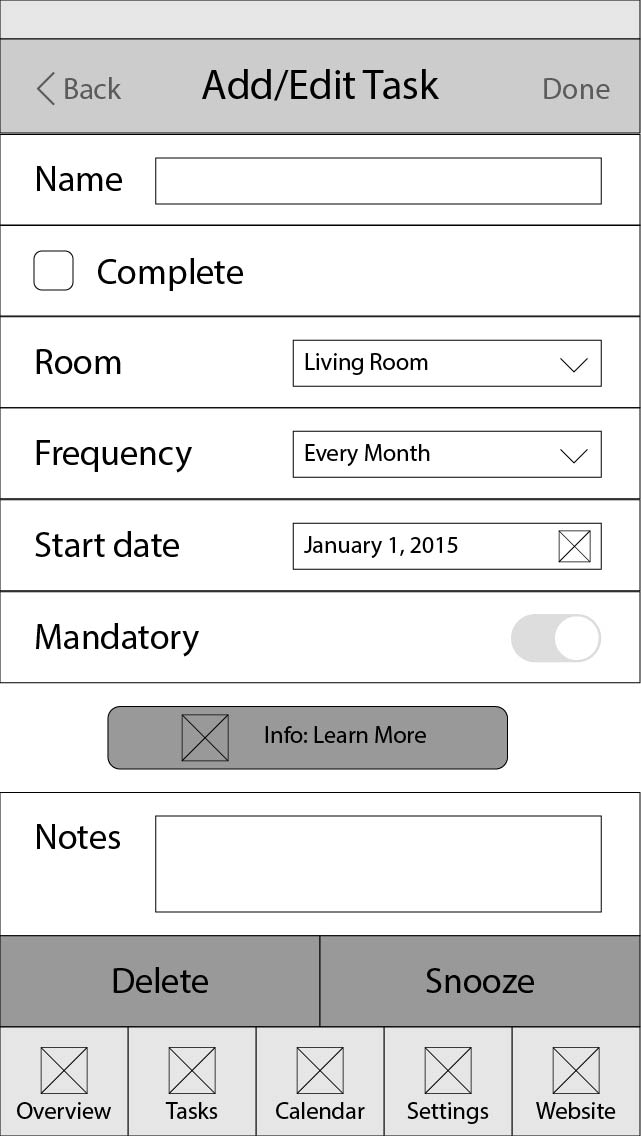 Back Add/Edit Task Done
Name
Complete
Room Living Room
Frequency Every Month
Start date January 1, 2015
Mandatory
Info: Learn More
Notes
Delete Snooze
Overview Tasks Calendar Settings Website